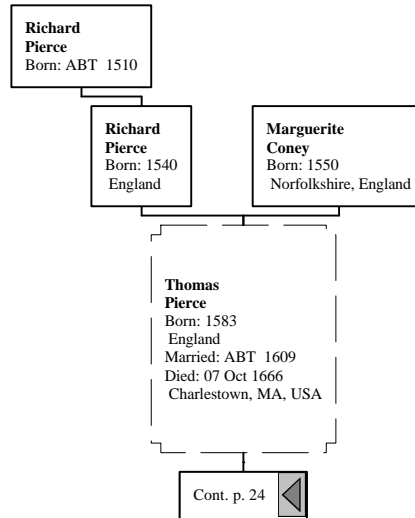 Richard
Pierce
Born: ABT 1510
Richard
Pierce
Born: 1540
England
Marguerite
Coney
Born: 1550
Norfolkshire, England
Thomas
Pierce
Born: 1583
England
Married: ABT 1609
Died: 07 Oct 1666
Charlestown, MA, USA
Cont. p. 24